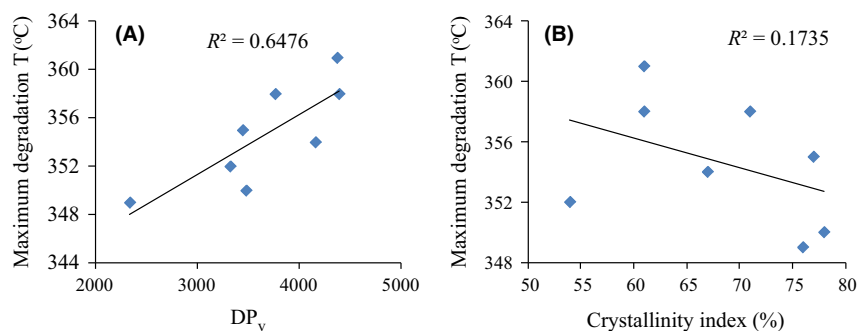 (A)
R² = 0.6476
Maximum degradation T (°C)
364
360
356
352
348
344
2000 3000 4000 5000
DPv
(B)
R² = 0.1735
Maximum degradation T (°C)
364
360
356
352
348
50 55 60 65 70 75 80
Crystallinity index (%)